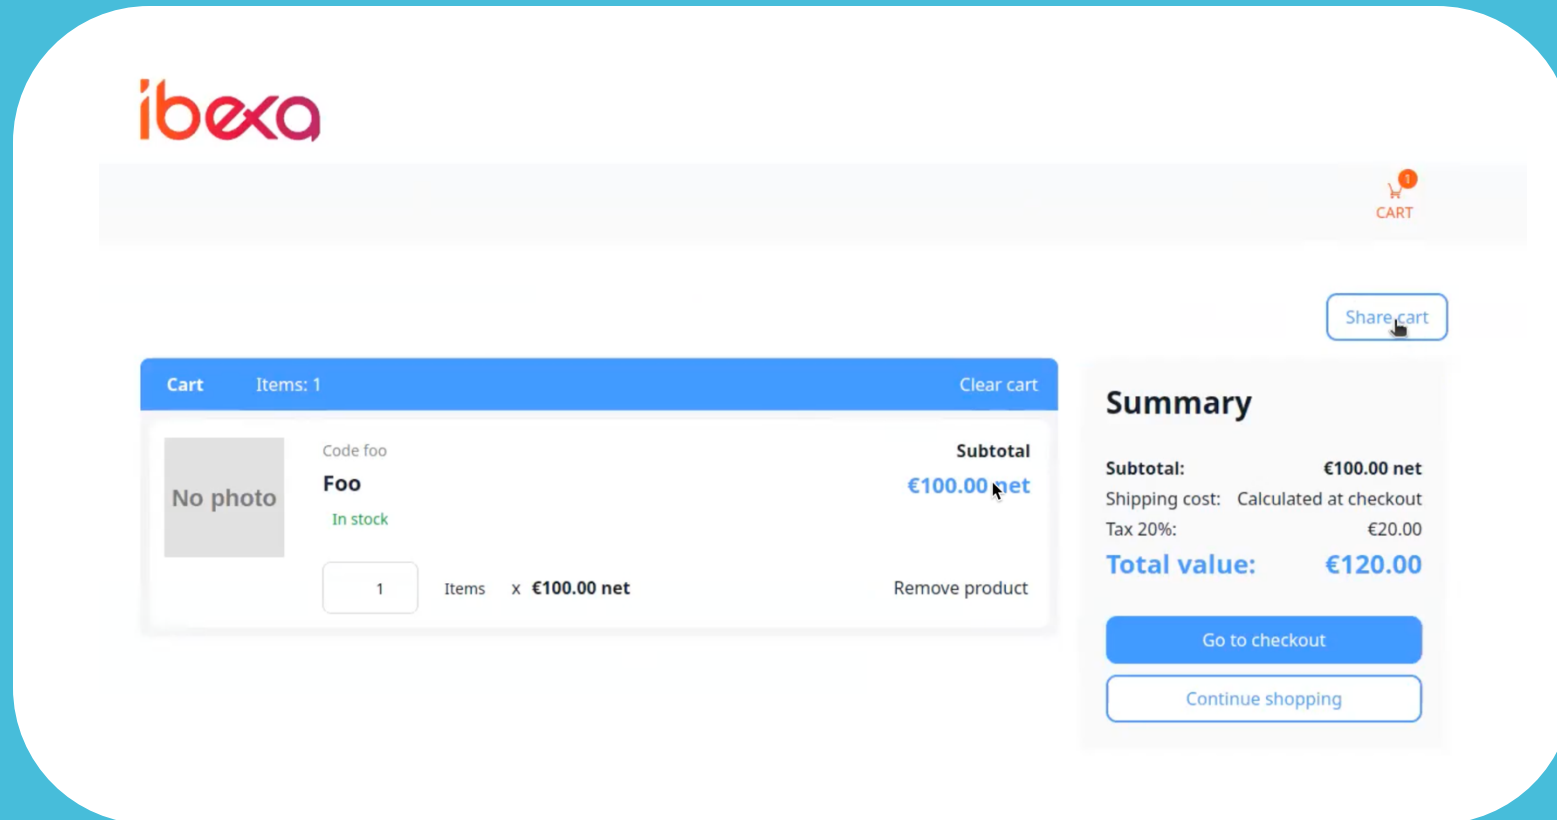 ibexa
1
CART
Share cart
Cart Items: 1 Clear cart
No photo
Code foo
Foo
In stock
Subtotal
€100.00 net
1 Items x €100.00 net Remove product
Summary
Subtotal: €100.00 net
Shipping cost: Calculated at checkout
Tax 20%: €20.00
Total value: €120.00
Go to checkout
Continue shopping